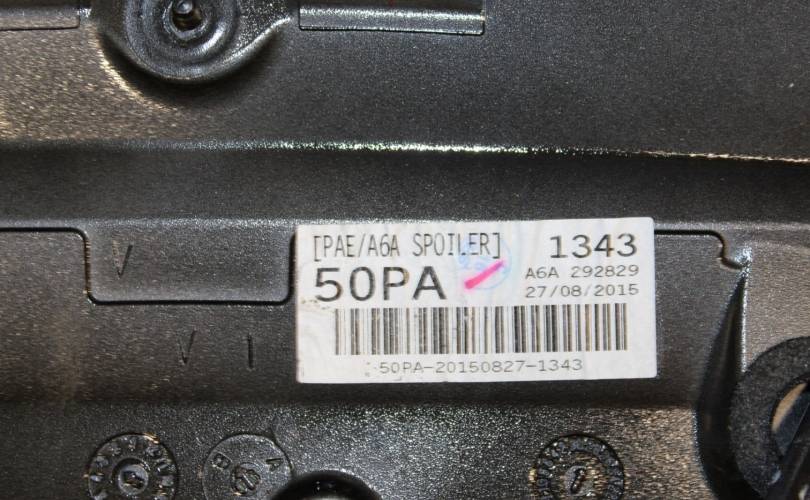 [PAE/A6A SPOILER] 1343
50PA A6A 292829
27/08/2015
50PA-20150827-1343
V
V I
A
B